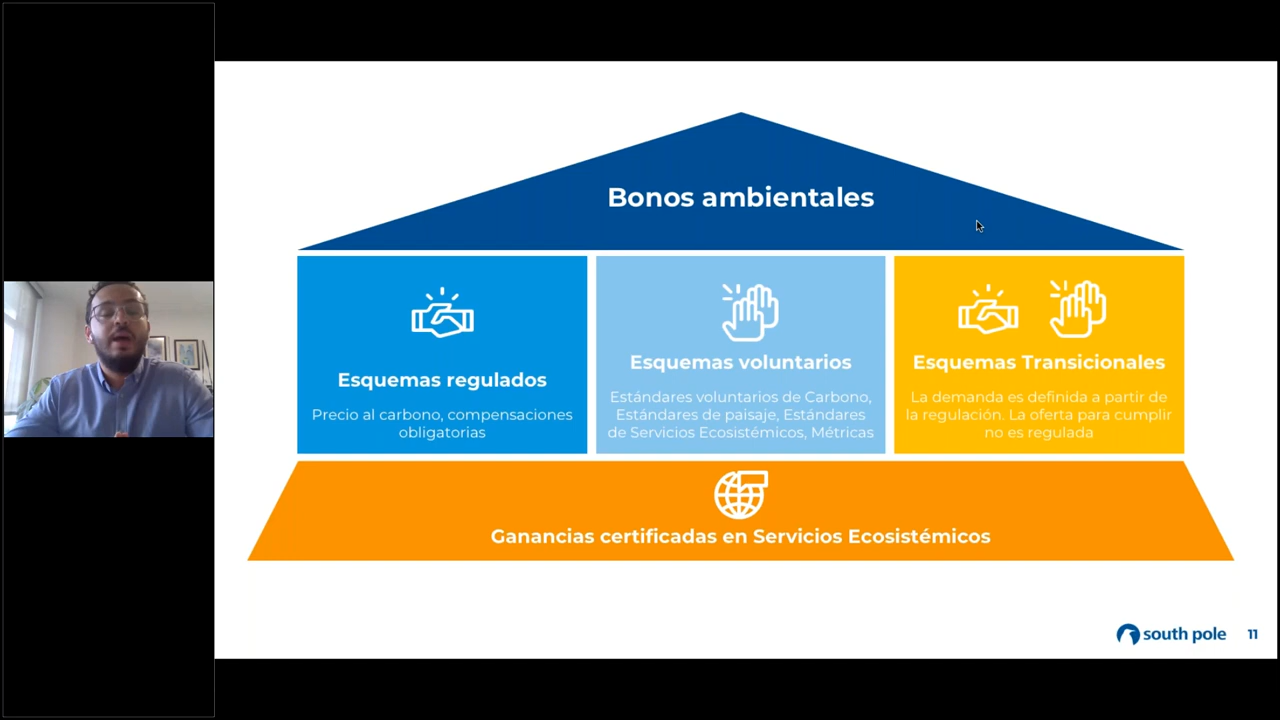 Bonos ambientales
Esquemas regulados
Precio al carbono, compensaciones
obligatorias
Esquemas voluntarios
Estándares voluntarios de Carbono,
Estándares de paisaje, Estándares
de Servicios Ecosistémicos, Métricas
Esquemas Transicionales
La demanda es definida a partir de
la regulación. La oferta para cumplir
no es regulada
Ganancias certificadas en Servicios Ecosistémicos
south pole
11